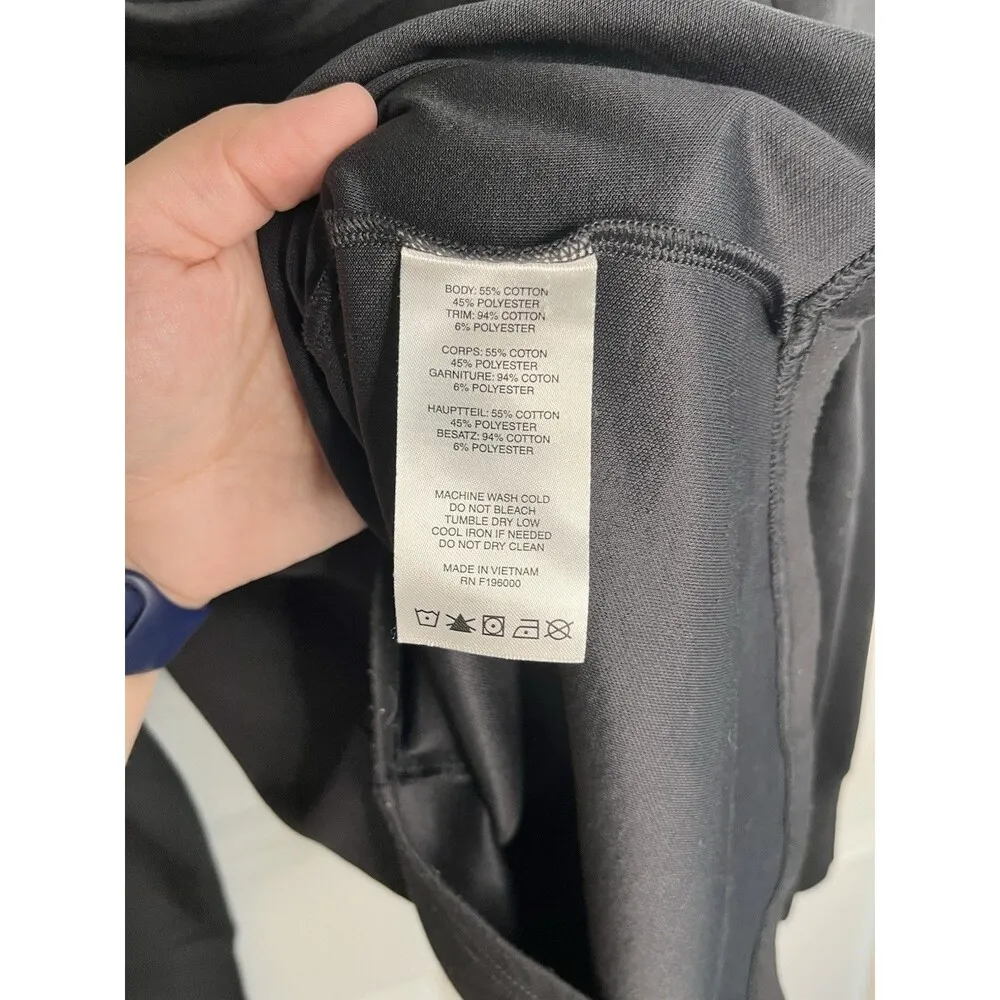 BODY: 55% COTTON
45% POLYESTER
TRIM: 94% COTTON
6% POLYESTER
CORPS: 55% COTON
45% POLYESTER
GARNITURE: 94% COTON
6% POLYESTER
HAUPTTEIL: 55% COTTON
45% POLYESTER
BESATZ: 94% COTTON
6% POLYESTER
MACHINE WASH COLD
DO NOT BLEACH
TUMBLE DRY LOW
COOL IRON IF NEEDED
DO NOT DRY CLEAN
MADE IN VIETNAM
RN F196000